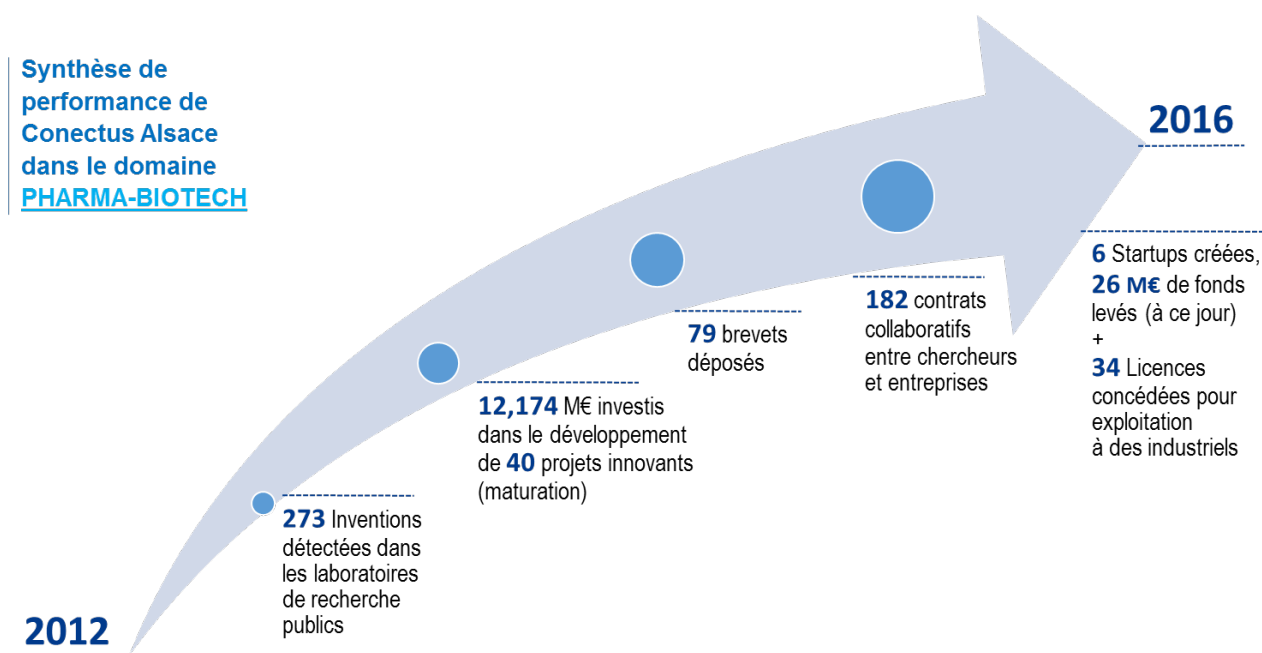 Synthèse de
performance de
Conectus Alsace
dans le domaine
PHARMA-BIOTECH
2012
273 Inventions
détectées dans
les laboratoires
de recherche
publics
12,174 M€ investis
dans le développement
de 40 projets innovants
(maturation)
79 brevets
déposés
182 contrats
collaboratifs
entre chercheurs
et entreprises
2016
6 Startups créées,
26 M€ de fonds
levés (à ce jour)
+
34 Licences
concédées pour
exploitation
à des industriels